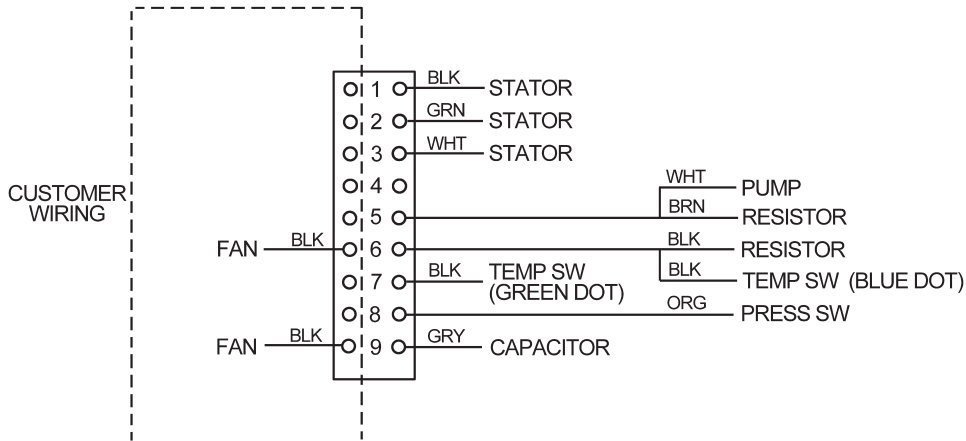 1 BLK STATOR
2 GRN STATOR
3 WHT STATOR
4
WHT PUMP
CUSTOMER
WIRING
5 BRN RESISTOR
FAN BLK 6 BLK RESISTOR
7 BLK TEMP SW
(GREEN DOT)
BLK TEMP SW (BLUE DOT)
8 ORG PRESS SW
FAN BLK 9 GRY CAPACITOR